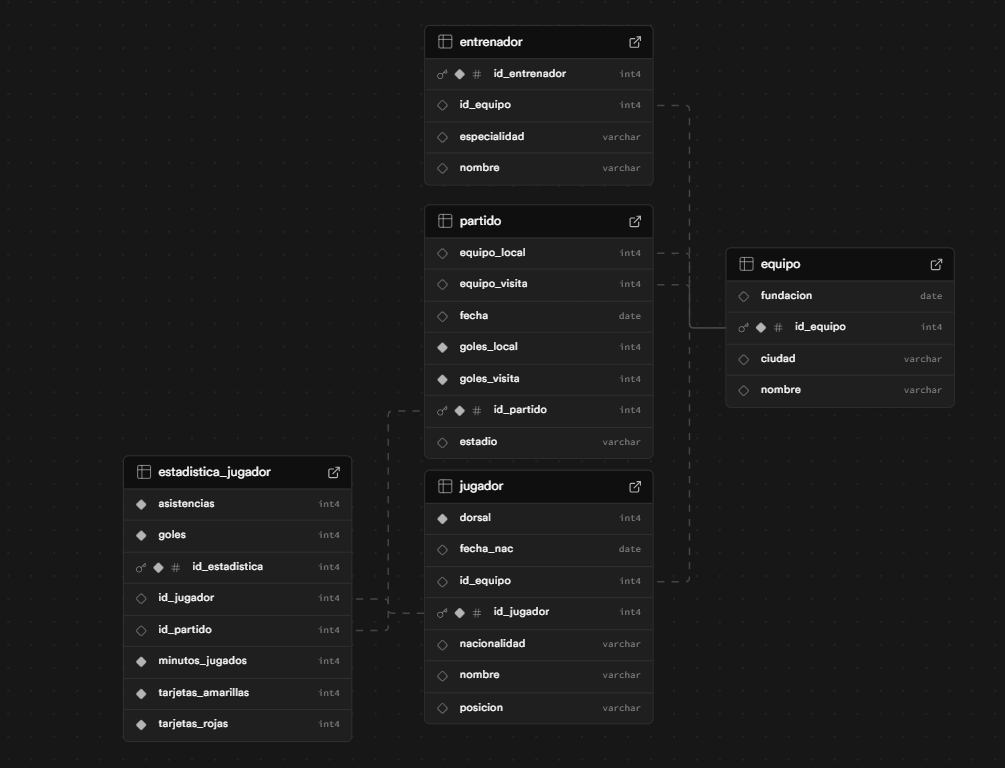 entrenador
# id_entrenador int4
id_equipo int4
especialidad varchar
nombre varchar
partido
equipo_local int4
equipo_visita int4
fecha date
goles_local int4
goles_visita int4
# id_partido int4
estadio varchar
equipo
fundacion date
# id_equipo int4
ciudad varchar
nombre varchar
estadistica_jugador
asistencias int4
goles int4
# id_estadistica int4
id_jugador int4
id_partido int4
minutos_jugados int4
tarjetas_amarillas int4
tarjetas_rojas int4
jugador
dorsal int4
fecha_nac date
id_equipo int4
# id_jugador int4
nacionalidad varchar
nombre varchar
posicion varchar